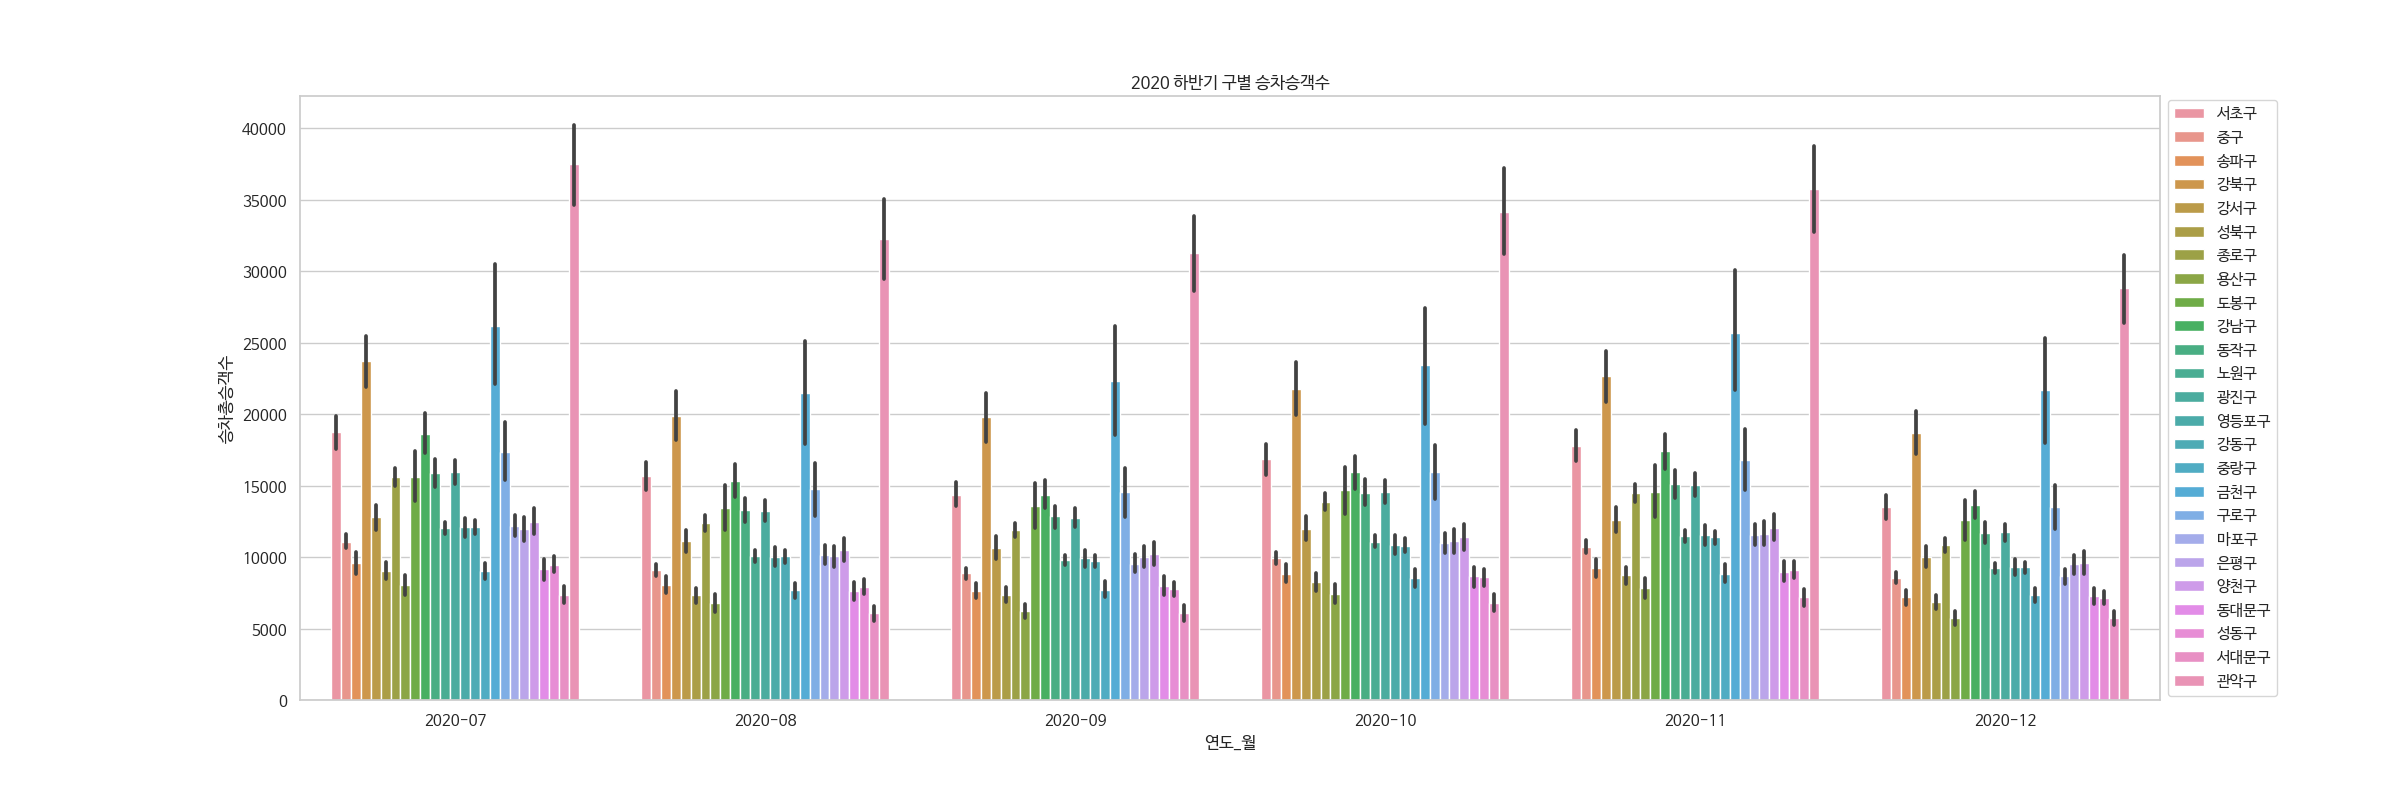 2020 하반기 구별 승차승객수
승차총승객수
40000
35000
30000
25000
20000
15000
10000
5000
0
2020-07
2020-08
2020-09
2020-10
2020-11
2020-12
연도_월
서초구
중구
송파구
강북구
강서구
성북구
종로구
용산구
도봉구
강남구
동작구
노원구
광진구
영등포구
강동구
중랑구
금천구
구로구
마포구
은평구
양천구
동대문구
성동구
서대문구
관악구